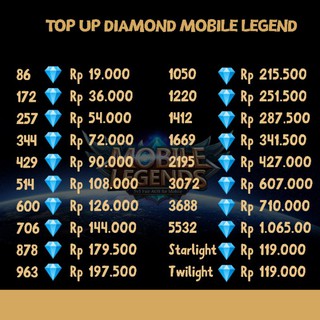 TOP UP DIAMOND MOBILE LEGEND
86 Rp 19.000 1050 Rp 215.500
172 Rp 36.000 1220 Rp 251.500
257 Rp 54.000 1412 Rp 287.500
344 Rp 72.000 1669 Rp 341.500
429 Rp 90.000 2195 Rp 427.000
514 Rp 108.000 3072 Rp 607.000
600 Rp 126.000 3688 Rp 710.000
706 Rp 144.000 5532 Rp 1.065.00
878 Rp 179.500 Starlight Rp 119.000
963 Rp 197.500 Twilight Rp 119.000
MOBILE
LEGENDS